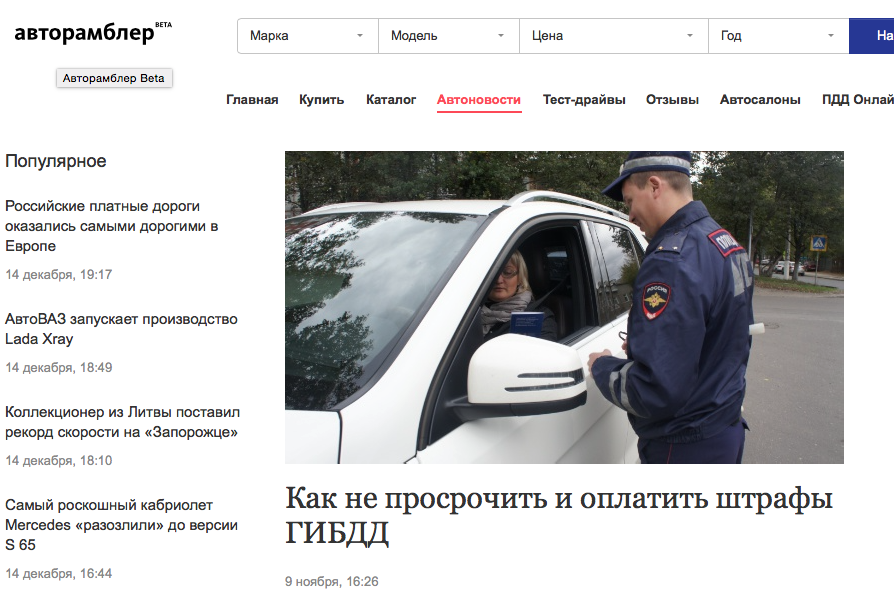 авторамблер BETA
Марка
Модель
Цена
Год
На
Авторамблер Beta
Главная
Купить
Каталог
Автоновости
Тест-драйвы
Отзывы
Автосалоны
ПДД Онлай
Популярное
Российские платные дороги
оказались самыми дорогими в
Европе
14 декабря, 19:17
АвтоВАЗ запускает производство
Lada Xray
14 декабря, 18:49
Коллекционер из Литвы поставил
рекорд скорости на «Запорожце»
14 декабря, 18:10
Самый роскошный кабриолет
Mercedes «разозлили» до версии
S 65
14 декабря, 16:44
РОССИЯ
Как не просрочить и оплатить штрафы
ГИБДД
9 ноября, 16:26